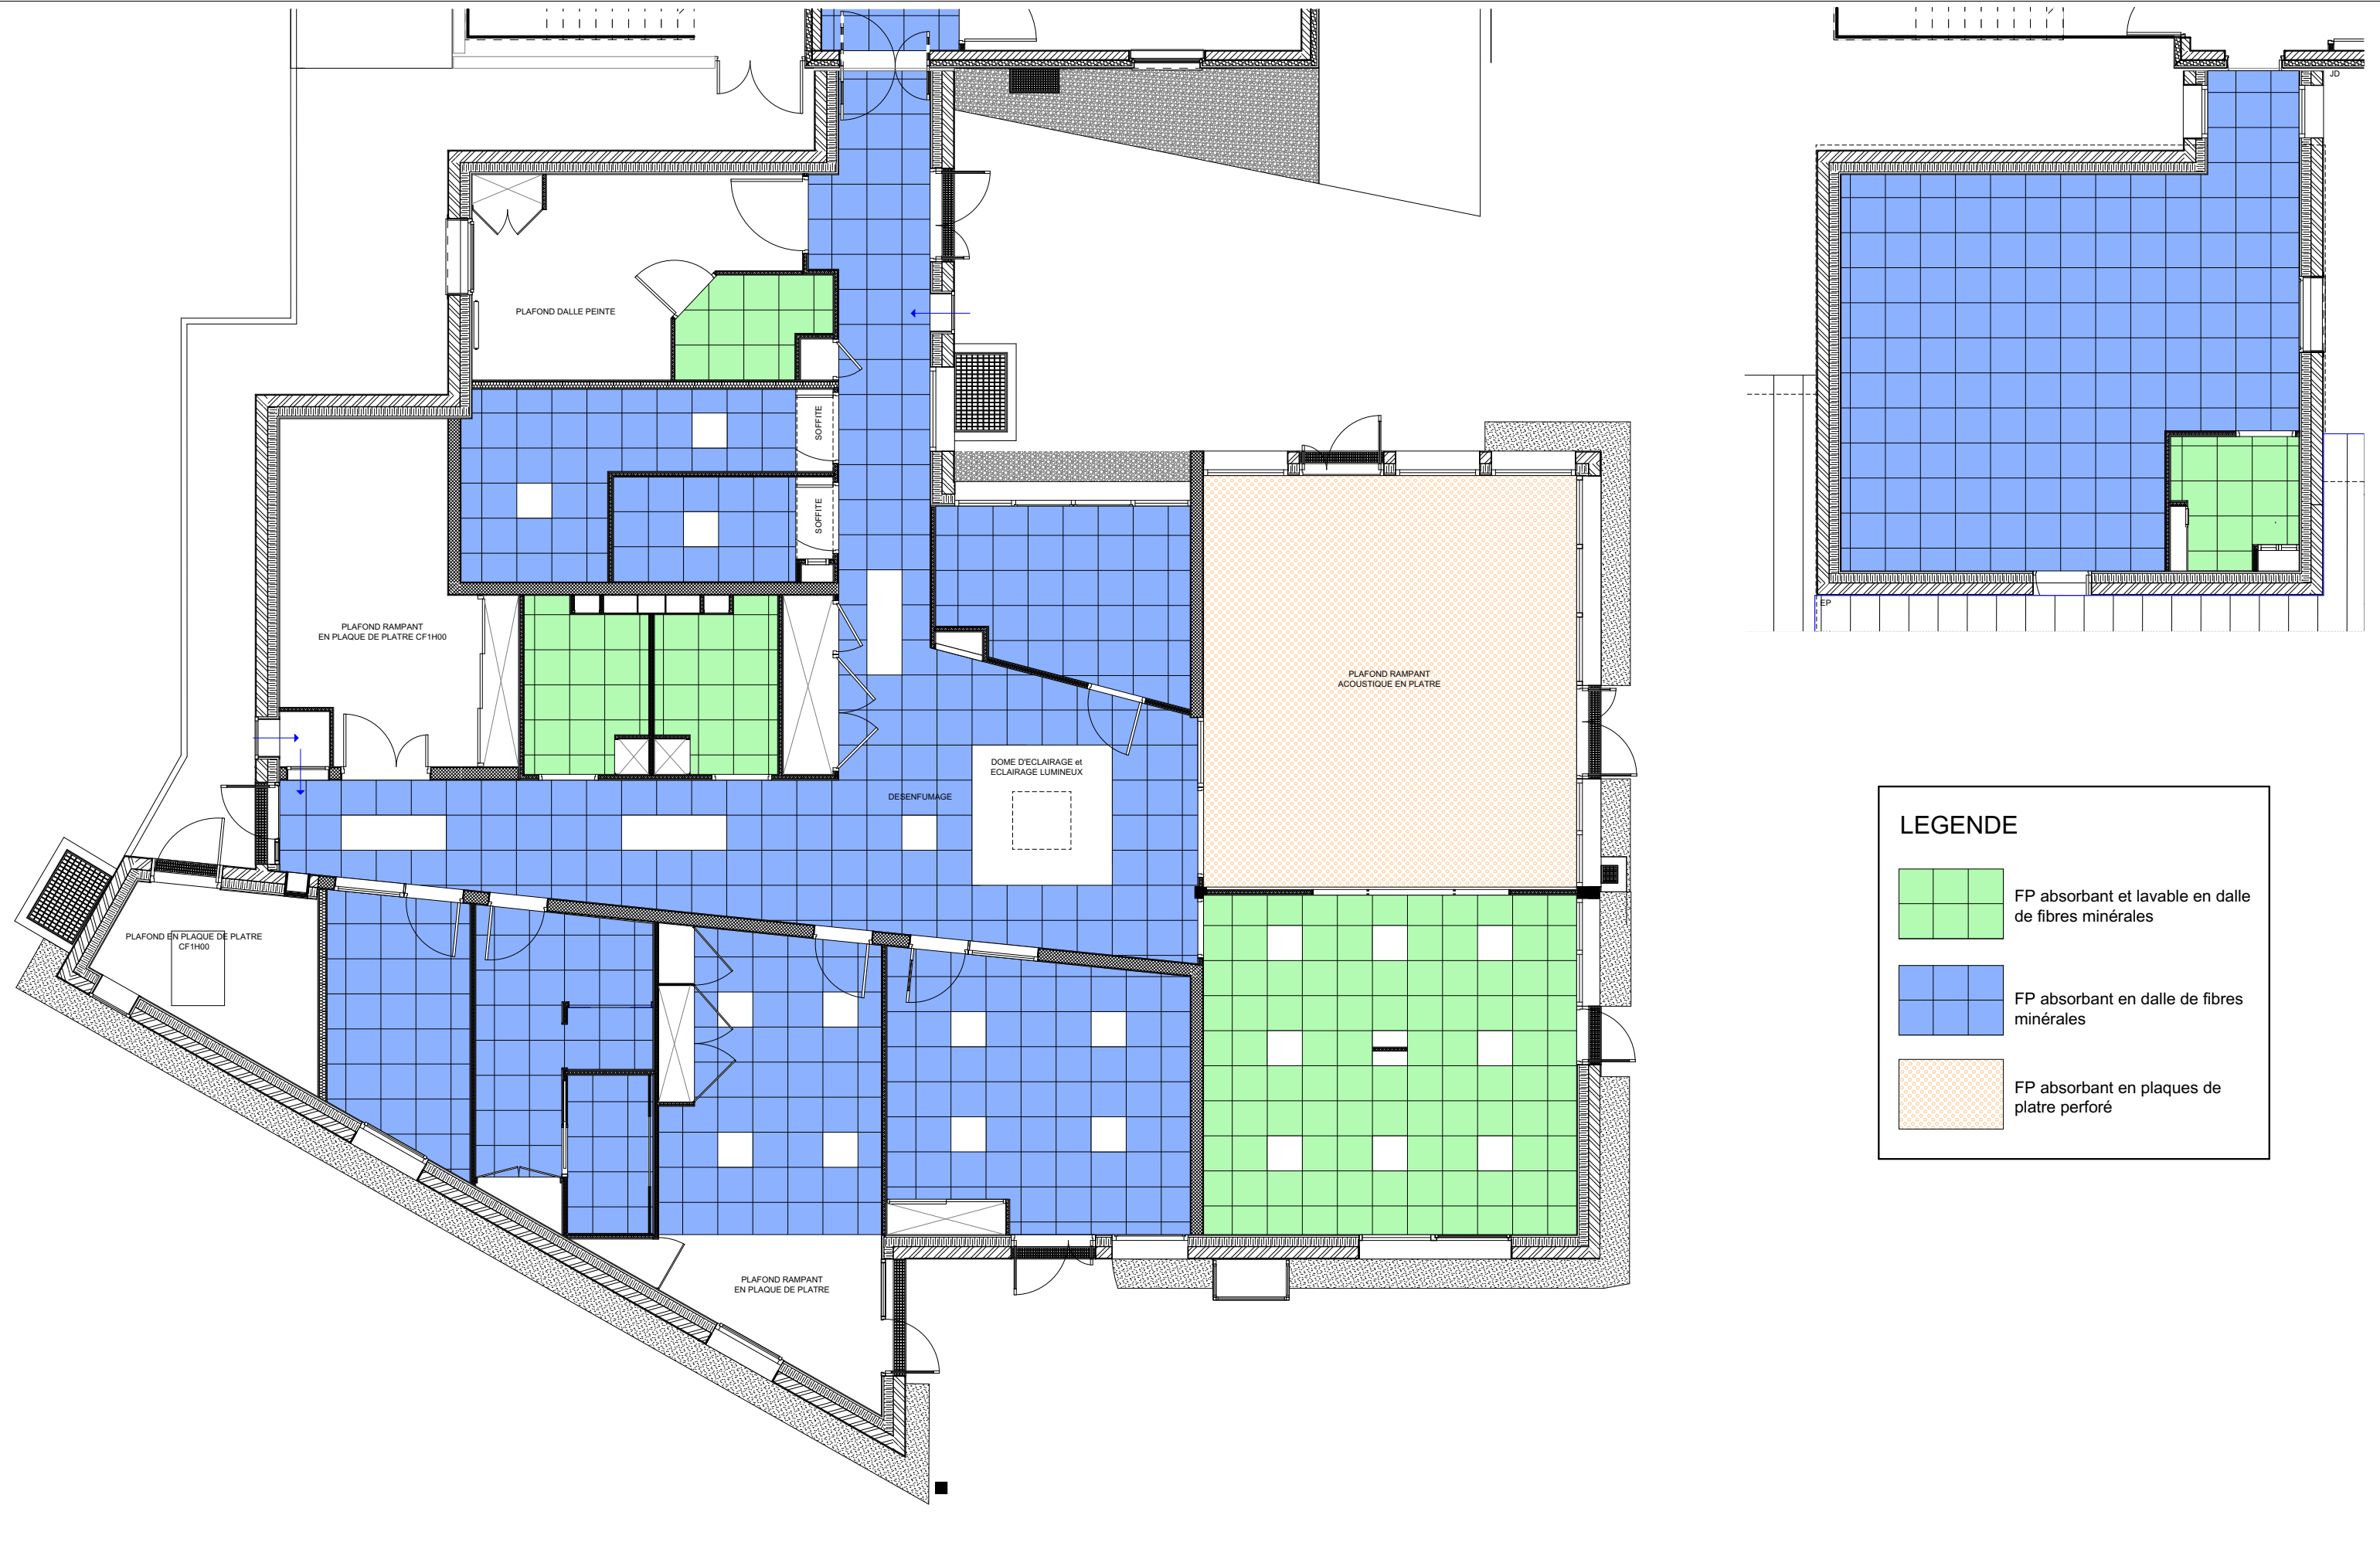 JD
PLAFOND DALLE PEINTE
SOFFITE
SOFFITE
EP
PLAFOND RAMPANT
EN PLAQUE DE PLATRE CF1H00
PLAFOND RAMPANT
ACOUSTIQUE EN PLATRE
DOME D'ECLAIRAGE et
ECLAIRAGE LUMINEUX
DESENFUMAGE
LEGENDE
FP absorbant et lavable en dalle
de fibres minérales
FP absorbant en dalle de fibres
minérales
FP absorbant en plaques de
platre perforé
PLAFOND EN PLAQUE DE PLATRE
CF1H00
PLAFOND RAMPANT
EN PLAQUE DE PLATRE